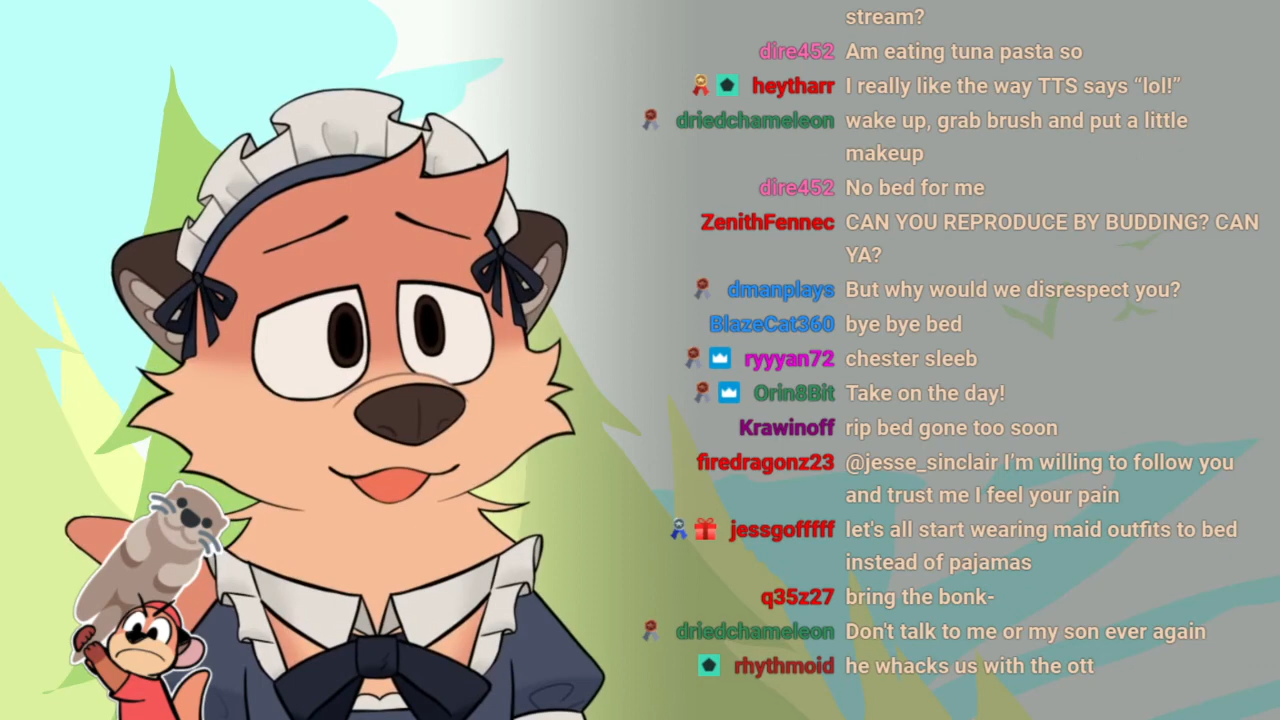 stream?
dire452 Am eating tuna pasta so
heytharr I really like the way TTS says “lol!”
driedchameleon wake up, grab brush and put a little
makeup
dire452 No bed for me
ZenithFennec CAN YOU REPRODUCE BY BUDDING? CAN
YA?
dmanplays But why would we disrespect you?
BlazeCat360 bye bye bed
ryyyan72 chester sleeb
Orin8Bit Take on the day!
Krawinoff rip bed gone too soon
firedragonz23 @jesse_sinclair I’m willing to follow you
and trust me I feel your pain
jessgofffff let's all start wearing maid outfits to bed
instead of pajamas
q35z27 bring the bonk-
driedchameleon Don't talk to me or my son ever again
rhythmoid he whacks us with the ott